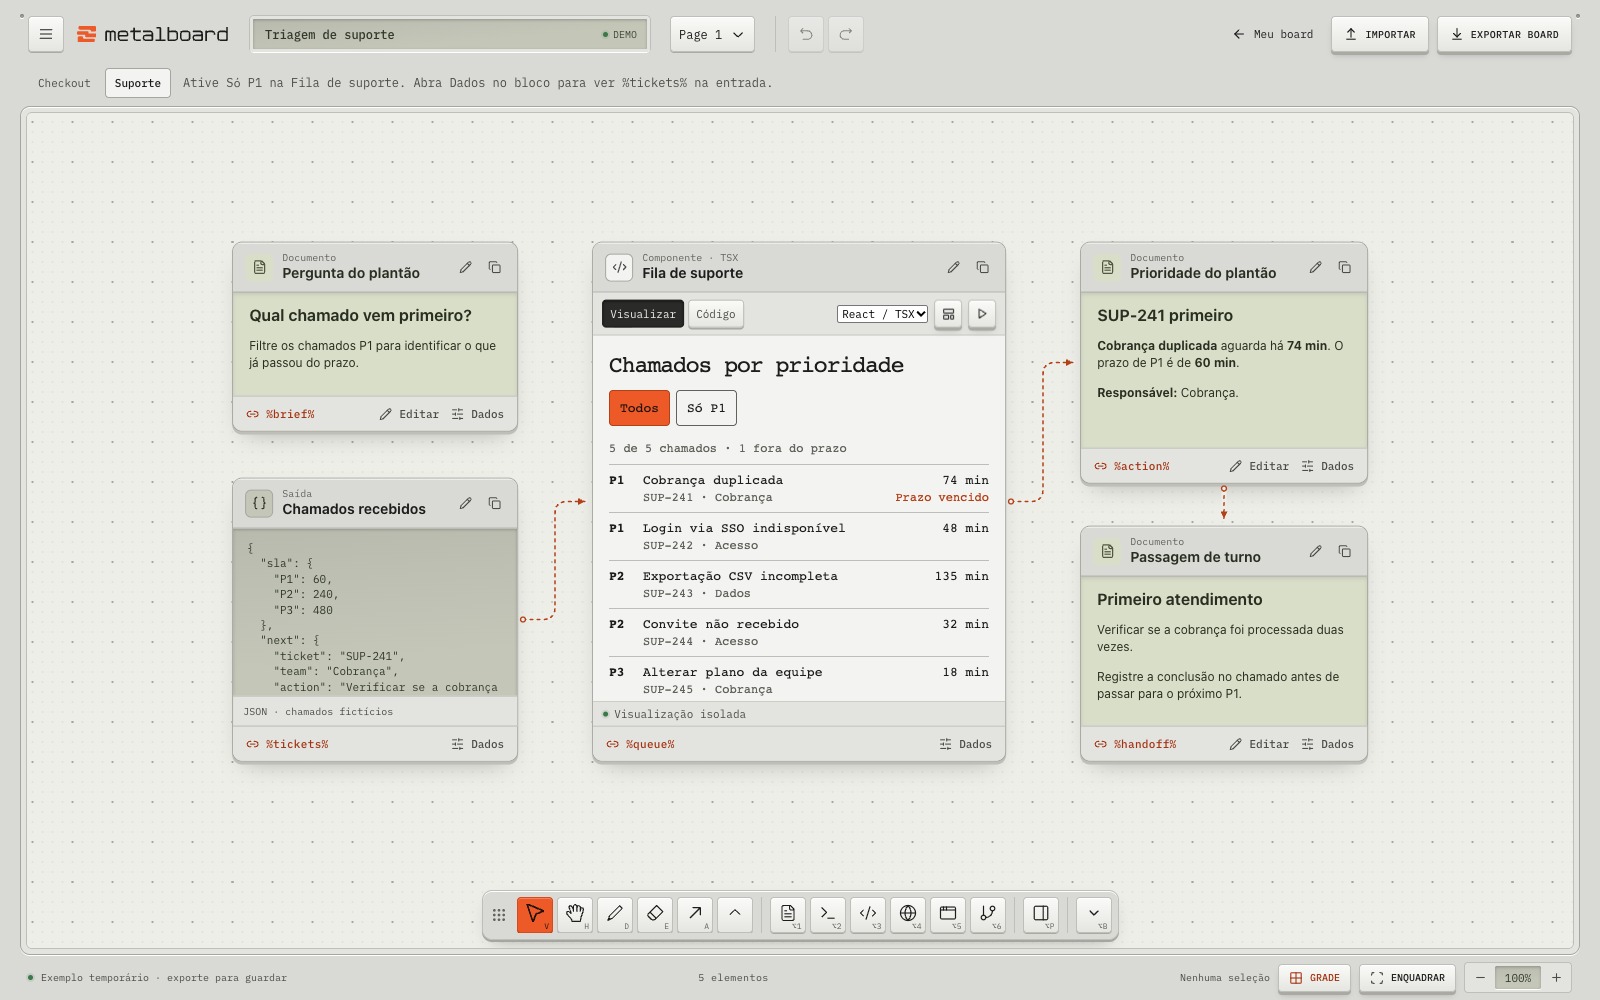 metalboard
Triagem de suporte
DEMO
Page 1
Meu board
IMPORTAR
EXPORTAR BOARD
Checkout
Suporte
Ative Só P1 na Fila de suporte. Abra Dados no bloco para ver %tickets% na entrada.
Documento
Pergunta do plantão
Qual chamado vem primeiro?
Filtre os chamados P1 para identificar o que
já passou do prazo.
%brief%
Editar
Dados
Saída
Chamados recebidos
{
"sla": {
"P1": 60,
"P2": 240,
"P3": 480
},
"next": {
"ticket": "SUP-241",
"team": "Cobrança",
"action": "Verificar se a cobrança
JSON · chamados fictícios
%tickets%
Dados
Componente · TSX
Fila de suporte
Visualizar
Código
React / TSX
Chamados por prioridade
Todos
Só P1
5 de 5 chamados · 1 fora do prazo
P1 Cobrança duplicada 74 min
SUP-241 · Cobrança Prazo vencido
P1 Login via SSO indisponível 48 min
SUP-242 · Acesso
P2 Exportação CSV incompleta 135 min
SUP-243 · Dados
P2 Convite não recebido 32 min
SUP-244 · Acesso
P3 Alterar plano da equipe 18 min
SUP-245 · Cobrança
Visualização isolada
%queue%
Dados
Documento
Prioridade do plantão
SUP-241 primeiro
Cobrança duplicada aguarda há 74 min. O
prazo de P1 é de 60 min.
Responsável: Cobrança.
%action%
Editar
Dados
Documento
Passagem de turno
Primeiro atendimento
Verificar se a cobrança foi processada duas
vezes.
Registre a conclusão no chamado antes de
passar para o próximo P1.
%handoff%
Editar
Dados
V
H
D
E
A
⌥1
⌥2
⌥3
⌥4
⌥5
⌥6
⌥P
⌥B
Exemplo temporário · exporte para guardar
5 elementos
Nenhuma seleção
GRADE
ENQUADRAR
− 100% +